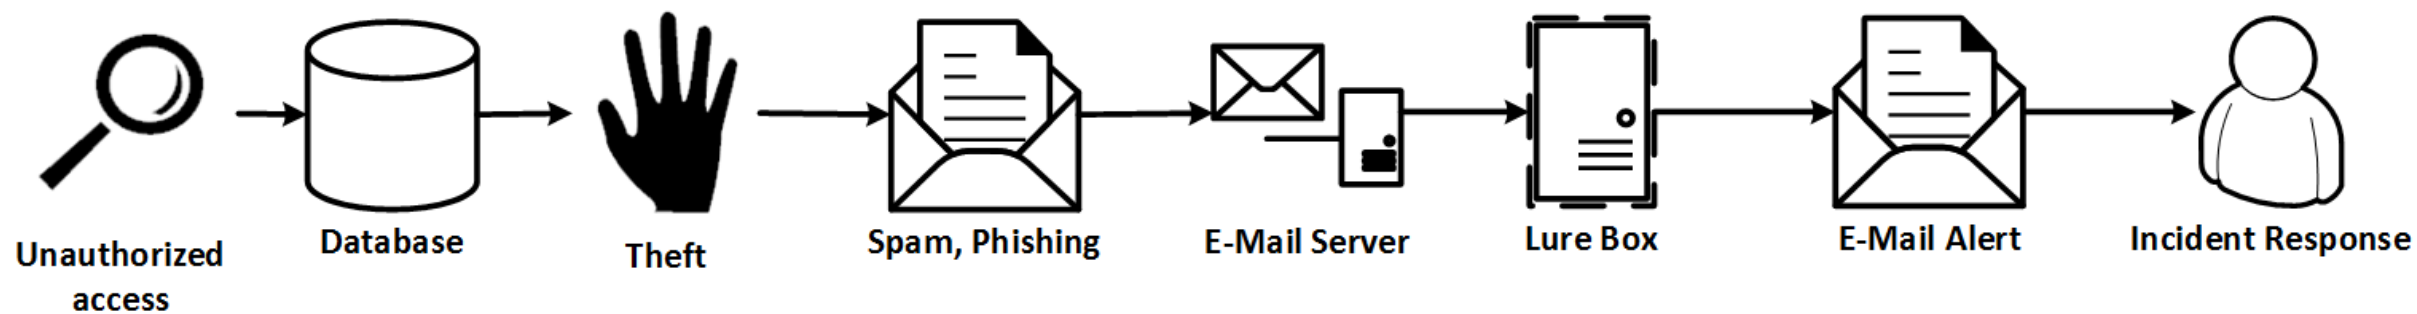 Unauthorized
access
Database
Theft
Spam, Phishing
E-Mail Server
Lure Box
E-Mail Alert
Incident Response